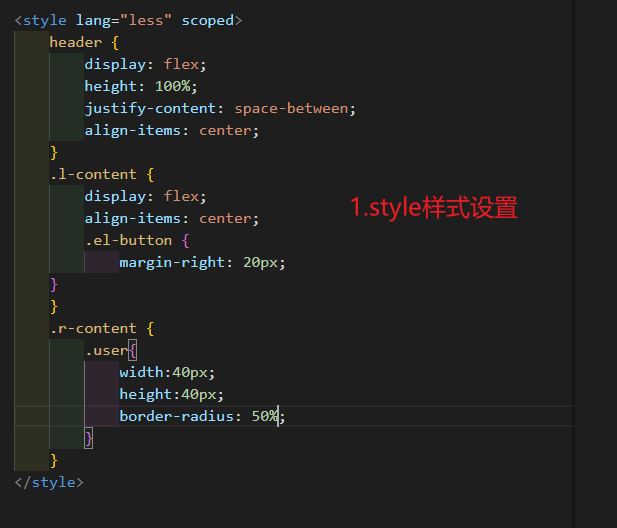 <style lang="less" scoped>
header {
display: flex;
height: 100%;
justify-content: space-between;
align-items: center;
}
.l-content {
display: flex;
align-items: center;
.el-button {
margin-right: 20px;
}
}
.r-content {
.user{
width:40px;
height:40px;
border-radius: 50%;
}
}
</style>
1.style样式设置